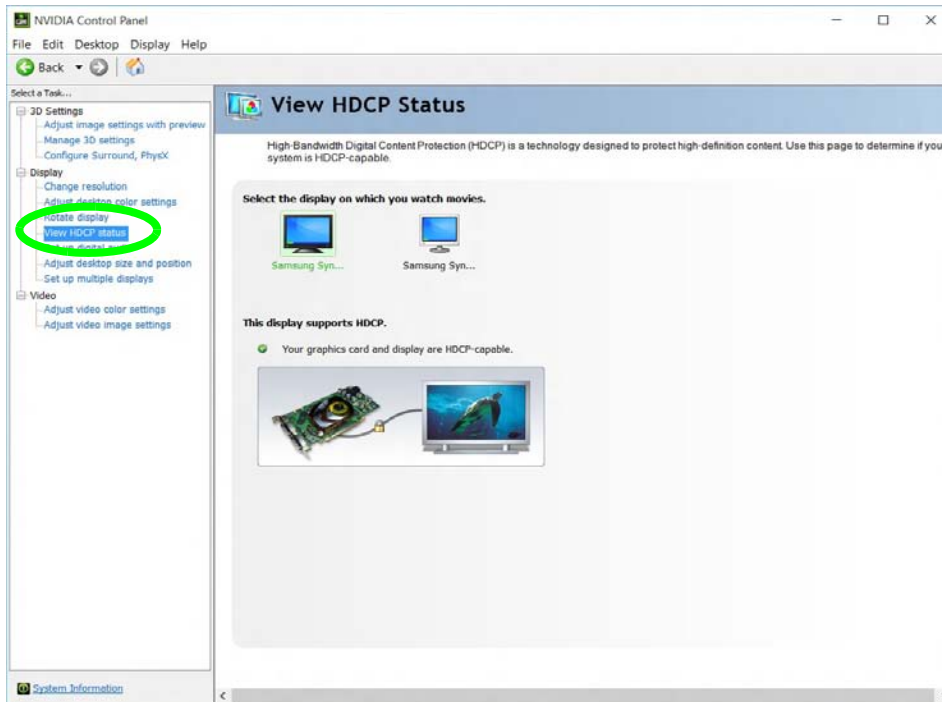 NVIDIA Control Panel
File Edit Desktop Display Help
Back
Select a Task...
3D Settings
Adjust image settings with preview
Manage 3D settings
Configure Surround, PhysX
Display
Change resolution
Adjust desktop color settings
Rotate display
View HDCP status
Set up digital audio
Adjust desktop size and position
Set up multiple displays
Video
Adjust video color settings
Adjust video image settings
System Information
View HDCP Status
High-Bandwidth Digital Content Protection (HDCP) is a technology designed to protect high-definition content. Use this page to determine if you
system is HDCP-capable.
Select the display on which you watch movies.
Samsung Syn... Samsung Syn...
This display supports HDCP.
Your graphics card and display are HDCP-capable.